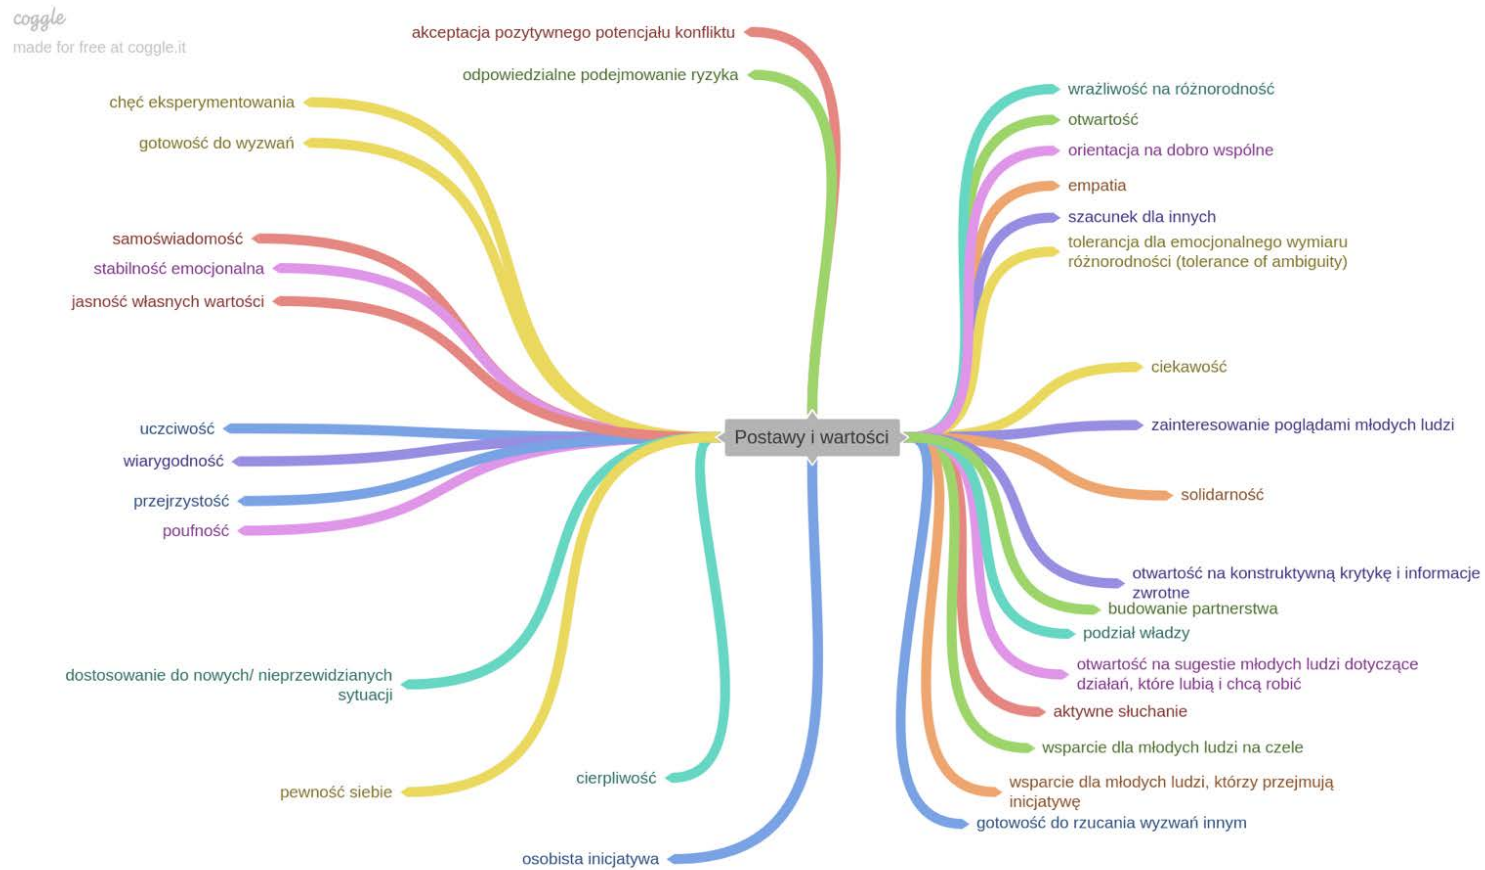 coggle
made for free at coggle.it
akceptacja pozytywnego potencjału konfliktu
odpowiedzialne podejmowanie ryzyka
chęć eksperymentowania
gotowość do wyzwań
samoświadomość
stabilność emocjonalna
jasność własnych wartości
uczciwość
wiarygodność
przejrzystość
poufność
dostosowanie do nowych/ nieprzewidzianych
sytuacji
pewność siebie
cierpliwość
osobista inicjatywa
Postawy i wartości
wrażliwość na różnorodność
otwartość
orientacja na dobro wspólne
empatia
szacunek dla innych
tolerancja dla emocjonalnego wymiaru
różnorodności (tolerance of ambiguity)
ciekawość
zainteresowanie poglądami młodych ludzi
solidarność
otwartość na konstruktywną krytykę i informacje
zwrotne
budowanie partnerstwa
podział władzy
otwartość na sugestie młodych ludzi dotyczące
działań, które lubią i chcą robić
aktywne słuchanie
wsparcie dla młodych ludzi na czele
wsparcie dla młodych ludzi, którzy przejmują
inicjatywę
gotowość do rzucania wyzwań innym